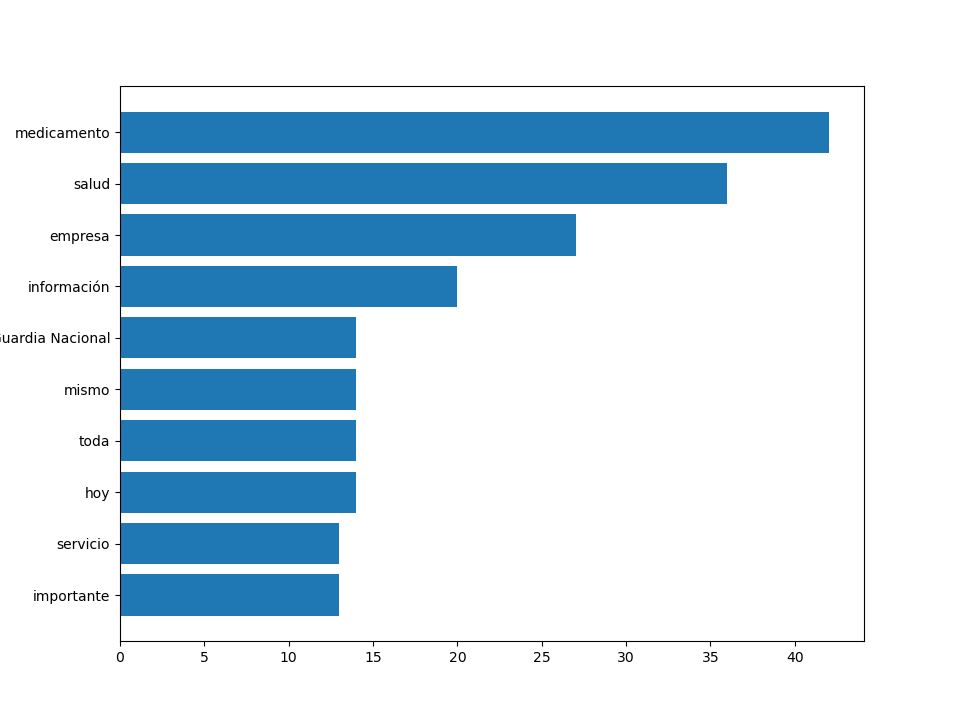 medicamento
salud
empresa
información
uardia Nacional
mismo
toda
hoy
servicio
importante
0 5 10 15 20 25 30 35 40